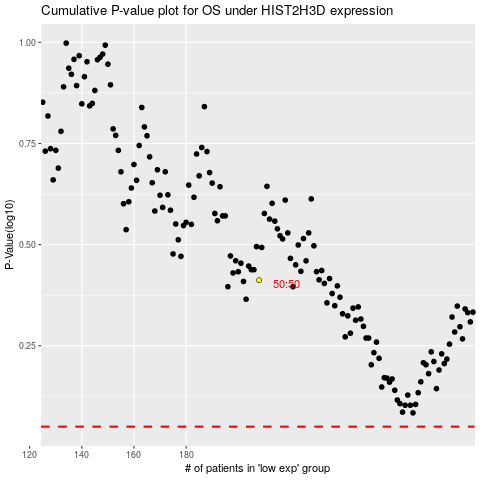 Cumulative P-value plot for OS under HIST2H3D expression
1.00
0.75
0.50
0.25
P-Value(log10)
50:50
120 140 160 180
# of patients in 'low exp' group